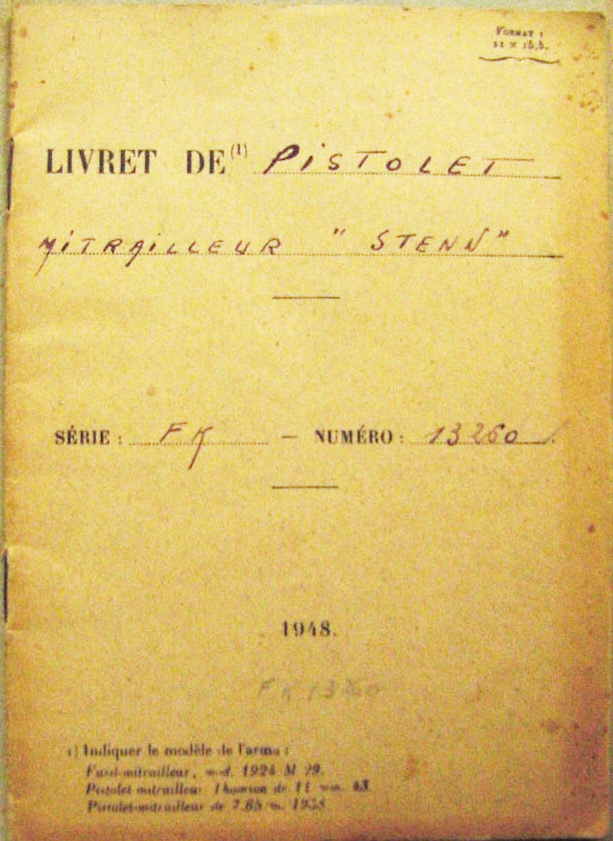 FORMAT :
21 × 15,5.
LIVRET DE (1) PISTOLET
MITRAILLEUR " STENN"
SÉRIE : FK — NUMÉRO : 13260
1948.
FK 13260
(1) Indiquer le modèle de l'arme :
Fusil-mitrailleur, mod. 1924 M 29.
Pistolet-mitrailleur Thomson de 11 mm. 43
Pistolet-mitrailleur de 7,65 m. 1938